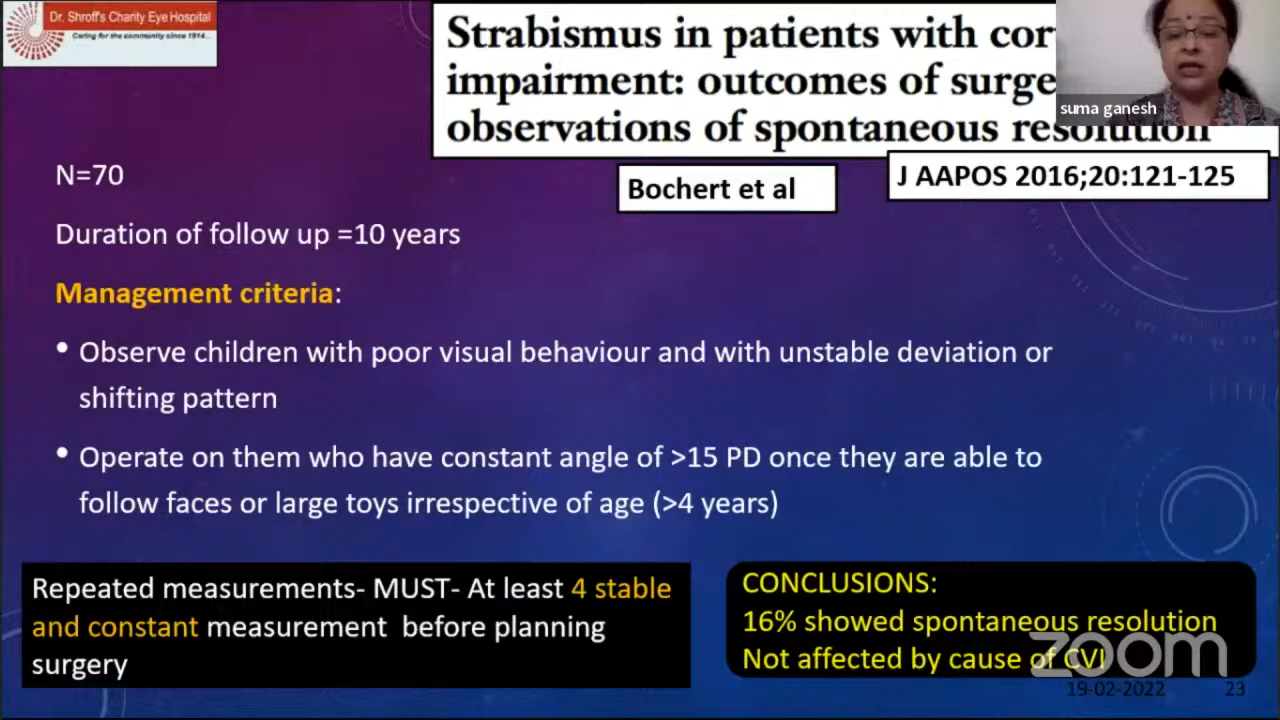 Dr. Shroff's Charity Eye Hospital
Caring for the community since 1914...
Strabismus in patients with cor
impairment: outcomes of surge
observations of spontaneous resolution
suma ganesh
N=70
Bochert et al
J AAPOS 2016;20:121-125
Duration of follow up =10 years
Management criteria:
• Observe children with poor visual behaviour and with unstable deviation or
shifting pattern
• Operate on them who have constant angle of >15 PD once they are able to
follow faces or large toys irrespective of age (>4 years)
Repeated measurements- MUST- At least 4 stable
and constant measurement before planning
surgery
CONCLUSIONS:
16% showed spontaneous resolution
Not affected by cause of CVI
zoom
19-02-2022
23